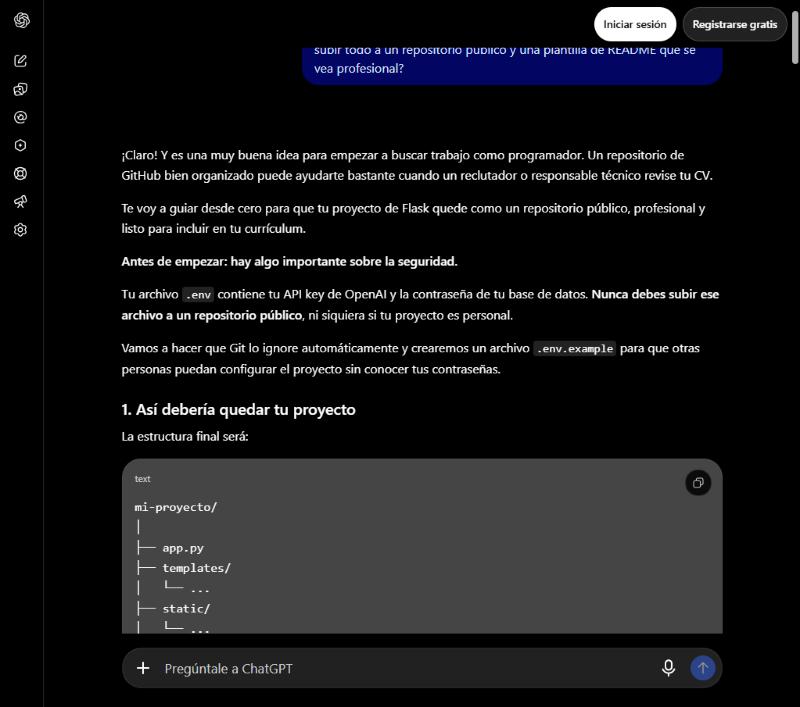 Iniciar sesión
Registrarse gratis
subir todo a un repositorio público y una plantilla de README que se
vea profesional?
¡Claro! Y es una muy buena idea para empezar a buscar trabajo como programador. Un repositorio de
GitHub bien organizado puede ayudarte bastante cuando un reclutador o responsable técnico revise tu CV.
Te voy a guiar desde cero para que tu proyecto de Flask quede como un repositorio público, profesional y
listo para incluir en tu currículum.
Antes de empezar: hay algo importante sobre la seguridad.
Tu archivo .env contiene tu API key de OpenAI y la contraseña de tu base de datos. Nunca debes subir ese
archivo a un repositorio público, ni siquiera si tu proyecto es personal.
Vamos a hacer que Git lo ignore automáticamente y crearemos un archivo .env.example para que otras
personas puedan configurar el proyecto sin conocer tus contraseñas.
1. Así debería quedar tu proyecto
La estructura final será:
text
mi-proyecto/
│
├── app.py
├── templates/
│   └── ...
├── static/
│   └── ...
Pregúntale a ChatGPT